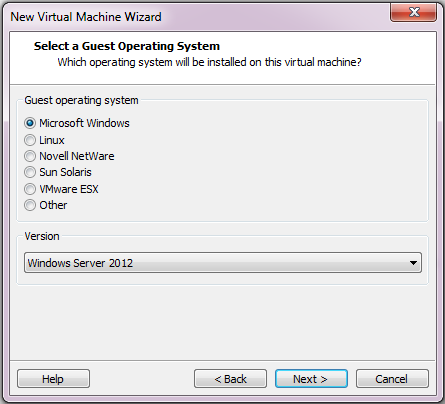 New Virtual Machine Wizard
Select a Guest Operating System
Which operating system will be installed on this virtual machine?
Guest operating system
Microsoft Windows
Linux
Novell NetWare
Sun Solaris
VMware ESX
Other
Version
Windows Server 2012
Help
< Back
Next >
Cancel